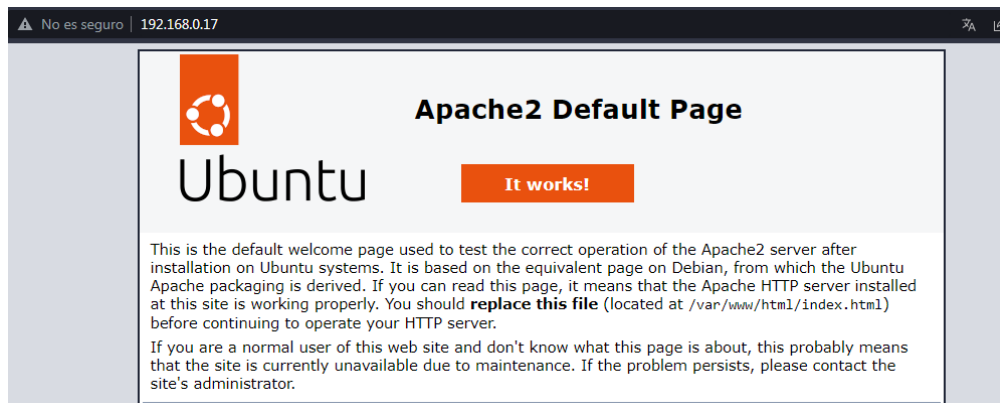 No es seguro 192.168.0.17
Apache2 Default Page
Ubuntu
It works!
This is the default welcome page used to test the correct operation of the Apache2 server after
installation on Ubuntu systems. It is based on the equivalent page on Debian, from which the Ubuntu
Apache packaging is derived. If you can read this page, it means that the Apache HTTP server installed
at this site is working properly. You should replace this file (located at /var/www/html/index.html)
before continuing to operate your HTTP server.
If you are a normal user of this web site and don't know what this page is about, this probably means
that the site is currently unavailable due to maintenance. If the problem persists, please contact the
site's administrator.